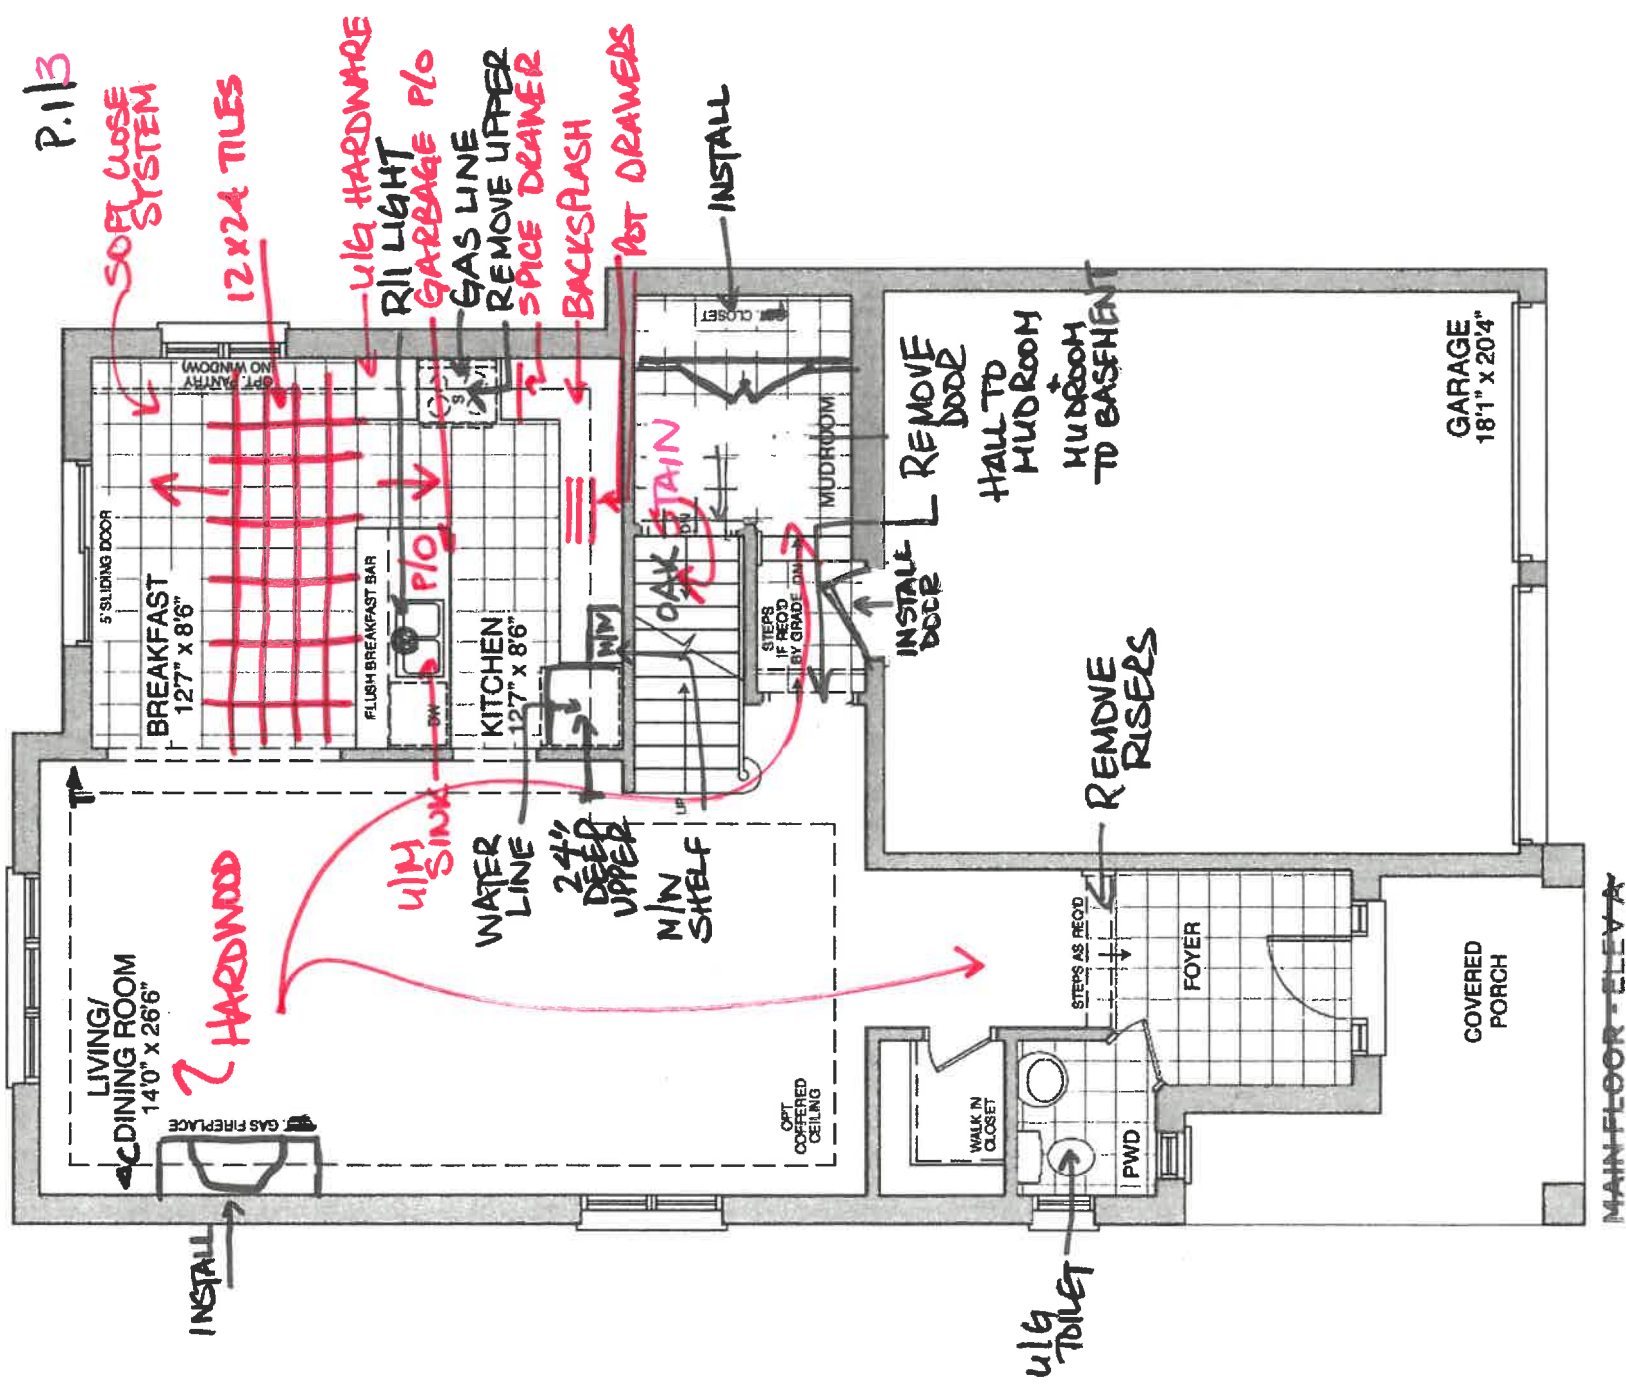 P.1/3
SOFT CLOSE
SYSTEM
12x24 TILES
U/G HARDWARE
R/I LIGHT
GARBAGE P/O
GAS LINE
REMOVE UPPER
SPICE DRAWER
BACKSPLASH
POT DRAWERS
INSTALL
5' SLIDING DOOR
OPT. PANTRY
(NO WINDOW)
BREAKFAST
12'7" x 8'6"
FLUSH BREAKFAST BAR
P/O
DW
S
KITCHEN
12'7" x 8'6"
M/W
U/M
SINK
WATER
LINE
24"
DEEP
UPPER
M/W
SHELF
OAK
STAIN
DN
UP
STEPS
IF REQ'D
BY GRADE
DN
MUDROOM
CLOSET
REMOVE
DOOR
HALL TO
MUDROOM
+
MUDROOM
TO BASEMENT
INSTALL
DOOR
GARAGE
18'1" x 20'4"
T
LIVING/
DINING ROOM
14'0" x 26'6"
C
HARDWOOD
GAS FIREPLACE
INSTALL
OPT
COFFERED
CEILING
REMOVE
RISERS
STEPS AS REQ'D
FOYER
WALK IN
CLOSET
PWD
U/G
TOILET
COVERED
PORCH
MAIN FLOOR - ELEV A